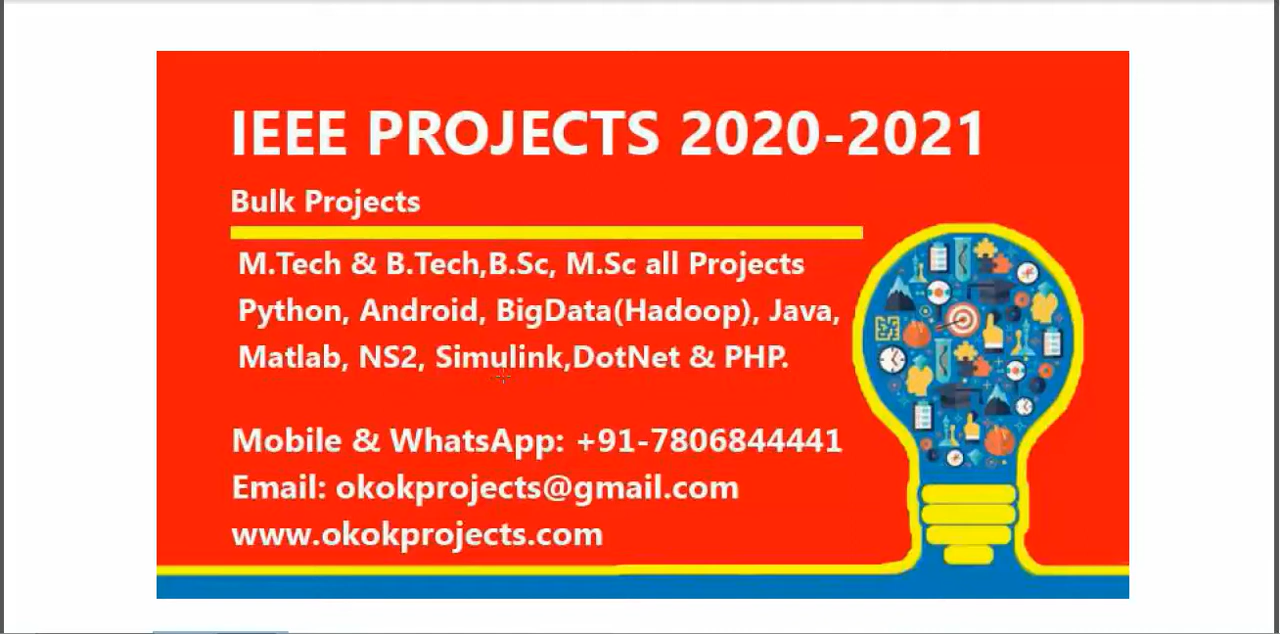 IEEE PROJECTS 2020-2021
Bulk Projects
M.Tech & B.Tech,B.Sc, M.Sc all Projects
Python, Android, BigData(Hadoop), Java,
Matlab, NS2, Simulink,DotNet & PHP.
Mobile & WhatsApp: +91-7806844441
Email: okokprojects@gmail.com
www.okokprojects.com